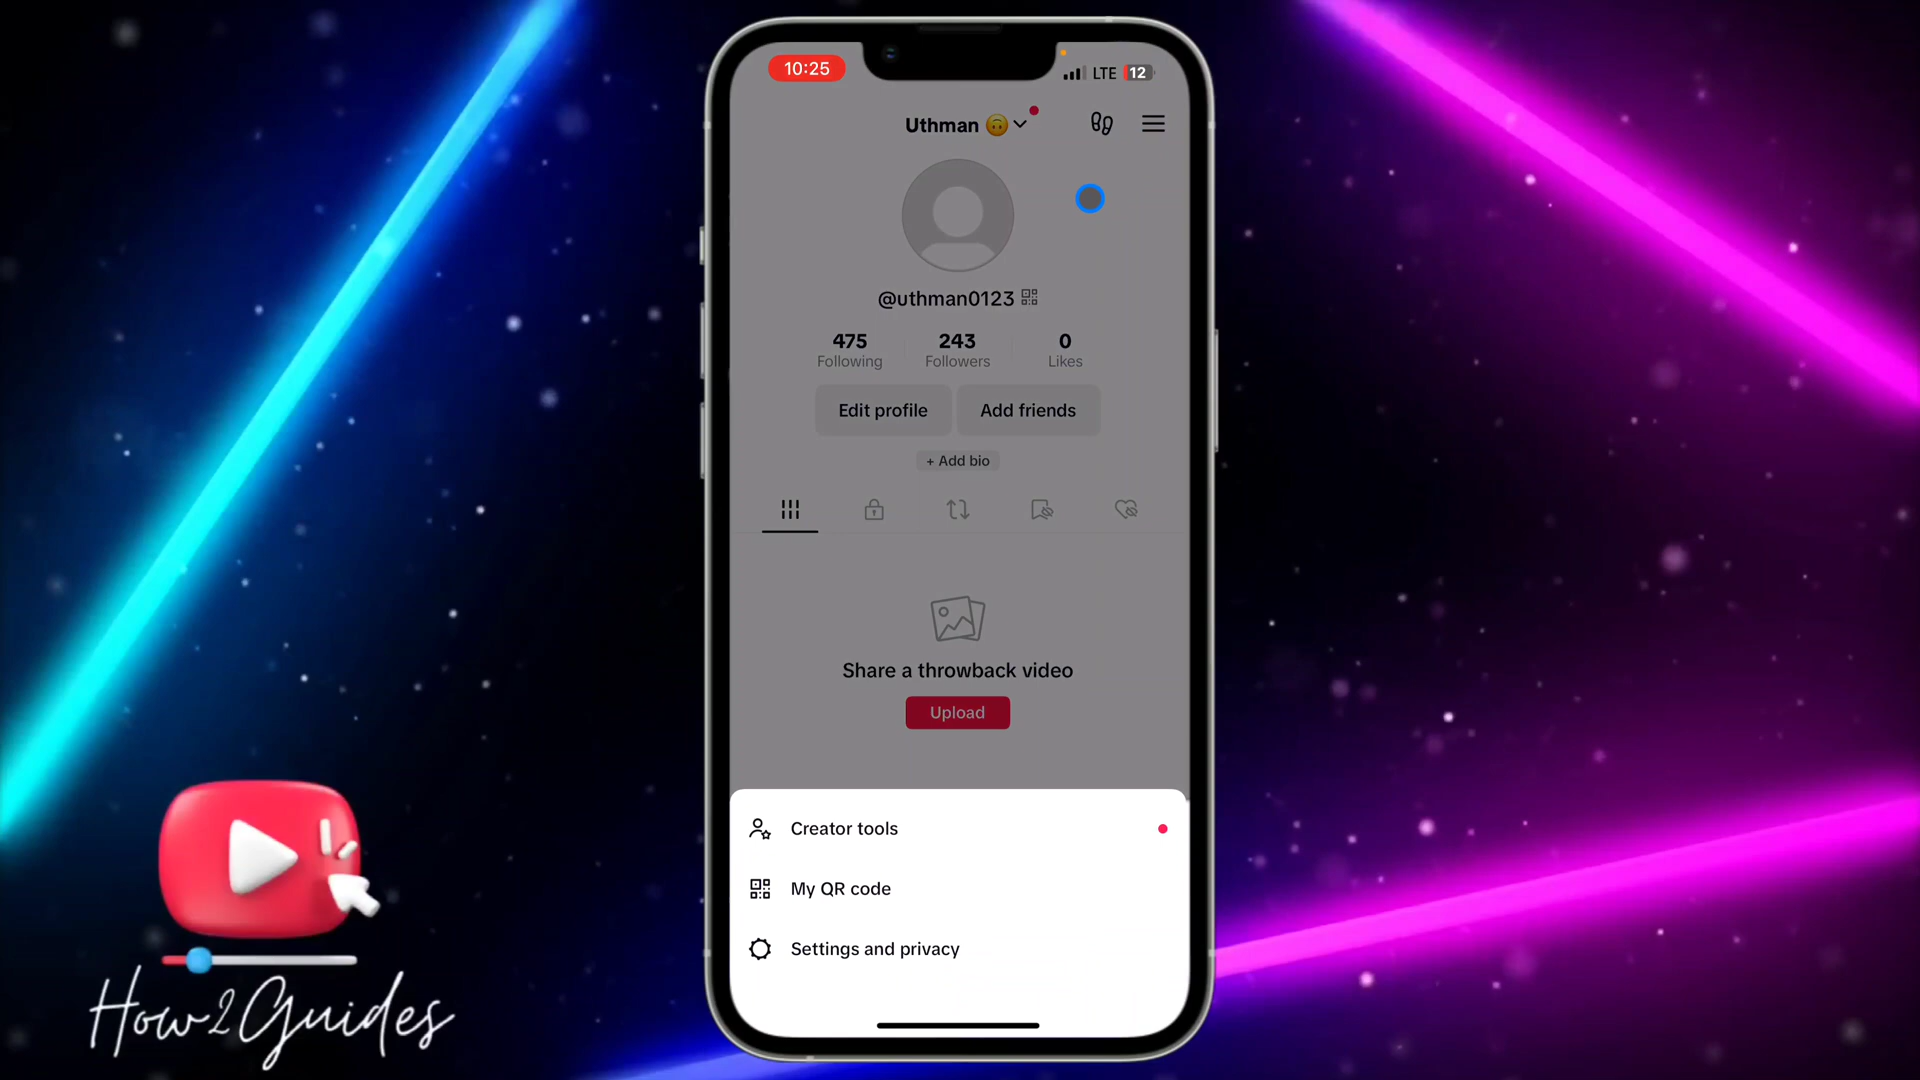 10:25
LTE 12
Uthman 🙃
@uthman0123
475 243 0
Following Followers Likes
Edit profile Add friends
+ Add bio
Share a throwback video
Upload
Creator tools
My QR code
Settings and privacy
How2Guides